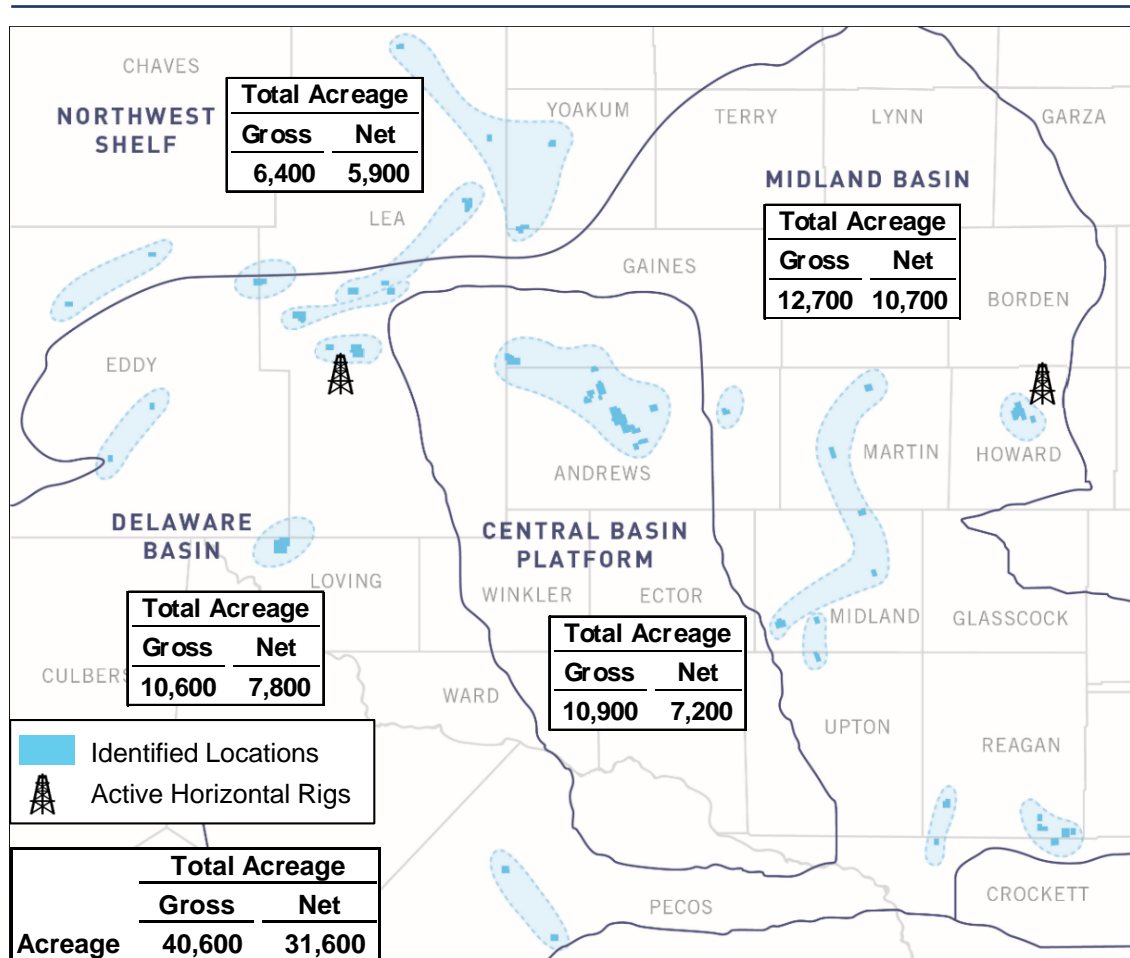 CHAVES
NORTHWEST
SHELF
Total Acreage
Gross Net
6,400 5,900
YOAKUM
TERRY
LYNN
GARZA
LEA
MIDLAND BASIN
Total Acreage
Gross Net
12,700 10,700
GAINES
BORDEN
EDDY
ANDREWS
MARTIN
HOWARD
DELAWARE
BASIN
CENTRAL BASIN
PLATFORM
LOVING
WINKLER
ECTOR
MIDLAND
GLASSCOCK
Total Acreage
Gross Net
10,600 7,800
Total Acreage
Gross Net
10,900 7,200
CULBERS
WARD
UPTON
REAGAN
Identified Locations
Active Horizontal Rigs
Total Acreage
Gross Net
Acreage 40,600 31,600
PECOS
CROCKETT